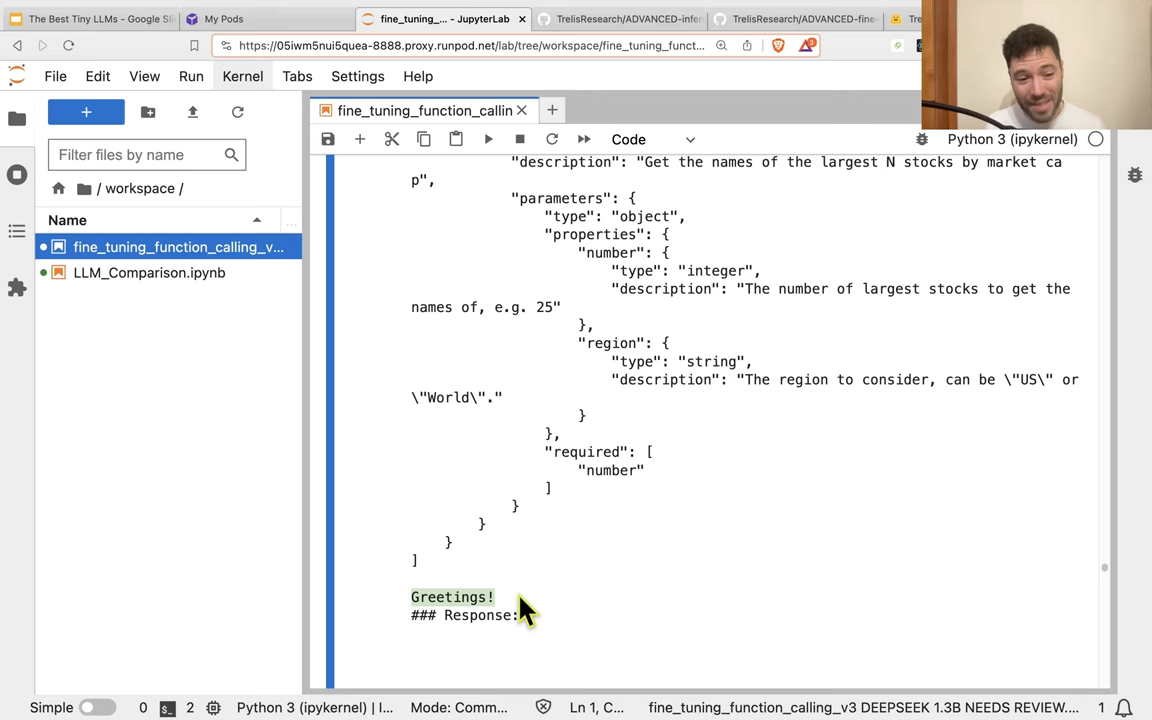 The Best Tiny LLMs - Google Sli
My Pods
fine_tuning_... - JupyterLab
TrelisResearch/ADVANCED-infer
TrelisResearch/ADVANCED-fine-
Tr
https://05iwm5nui5quea-8888.proxy.runpod.net/lab/tree/workspace/fine_tuning_funct...
3
File Edit View Run Kernel Tabs Settings Help
fine_tuning_function_callin
Filter files by name
/ workspace /
Name
fine_tuning_function_calling_v...
LLM_Comparison.ipynb
Code
Python 3 (ipykernel)
"description": "Get the names of the largest N stocks by market ca
p",
"parameters": {
"type": "object",
"properties": {
"number": {
"type": "integer",
"description": "The number of largest stocks to get the
names of, e.g. 25"
},
"region": {
"type": "string",
"description": "The region to consider, can be \"US\" or
\"World\"."
}
},
"required": [
"number"
]
}
}
}
]
Greetings!
### Response:
Simple
0
$_
2
Python 3 (ipykernel) | I...
Mode: Comm...
Ln 1, C...
fine_tuning_function_calling_v3 DEEPSEEK 1.3B NEEDS REVIEW....
1